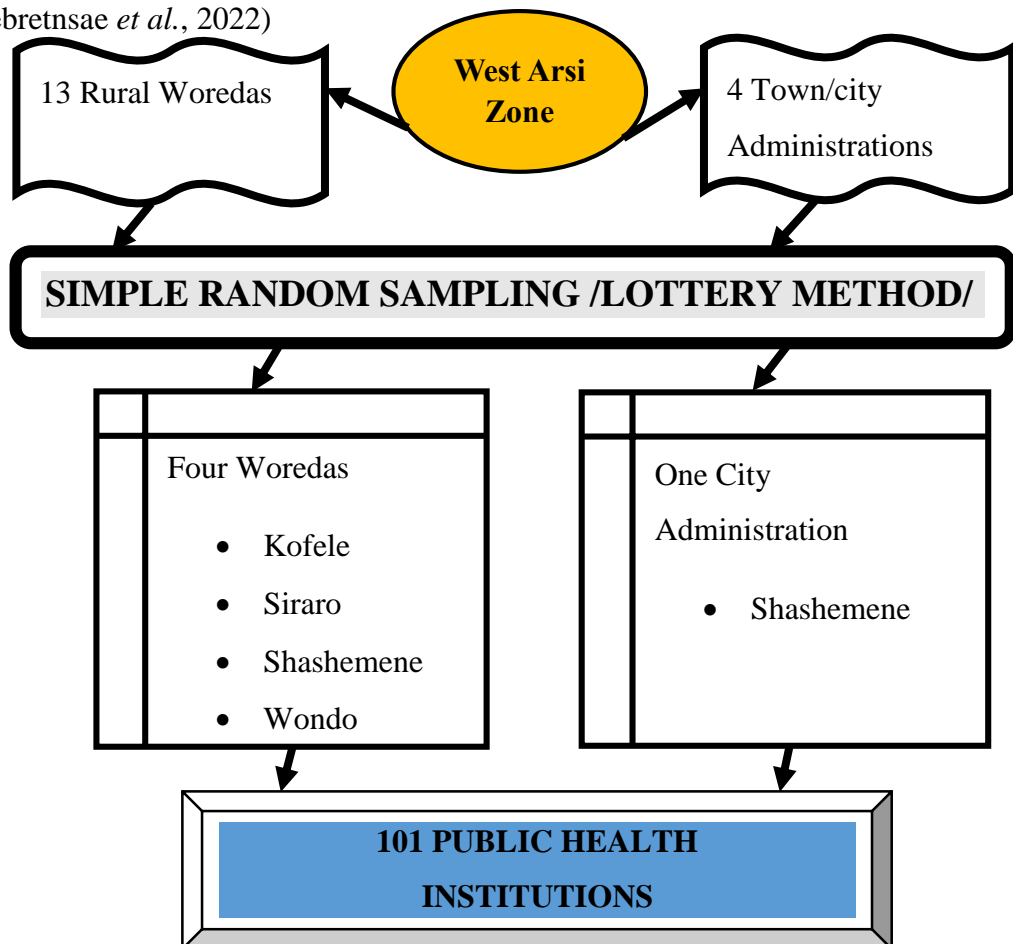 ebretnsae et al., 2022)
West Arsi
Zone
13 Rural Woredas
4 Town/city
Administrations
SIMPLE RANDOM SAMPLING /LOTTERY METHOD/
Four Woredas
• Kofele
• Siraro
• Shashemene
• Wondo
One City
Administration
• Shashemene
101 PUBLIC HEALTH
INSTITUTIONS